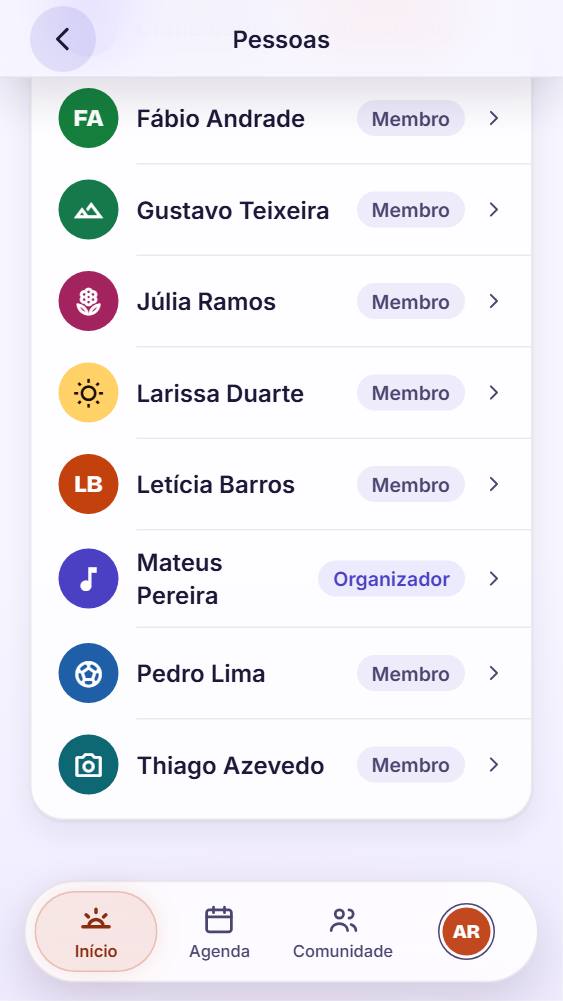 Pessoas
FA
Fábio Andrade
Membro
Gustavo Teixeira
Membro
Júlia Ramos
Membro
Larissa Duarte
Membro
LB
Letícia Barros
Membro
Mateus
Pereira
Organizador
Pedro Lima
Membro
Thiago Azevedo
Membro
Início
Agenda
Comunidade
AR